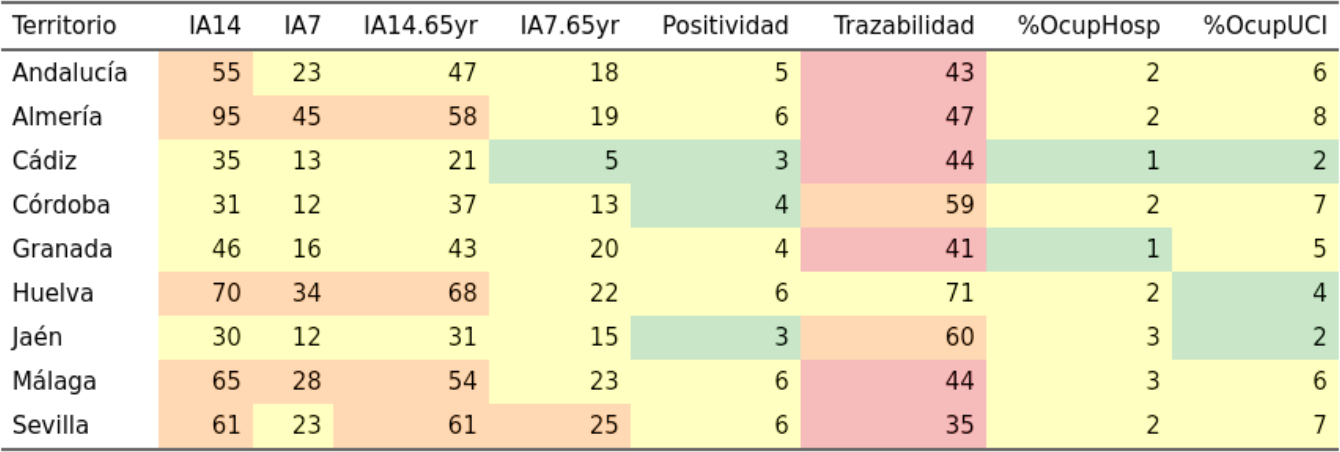 Territorio IA14 IA7 IA14.65yr IA7.65yr Positividad Trazabilidad %OcupHosp %OcupUCI
Andalucía 55 23 47 18 5 43 2 6
Almería 95 45 58 19 6 47 2 8
Cádiz 35 13 21 5 3 44 1 2
Córdoba 31 12 37 13 4 59 2 7
Granada 46 16 43 20 4 41 1 5
Huelva 70 34 68 22 6 71 2 4
Jaén 30 12 31 15 3 60 3 2
Málaga 65 28 54 23 6 44 3 6
Sevilla 61 23 61 25 6 35 2 7